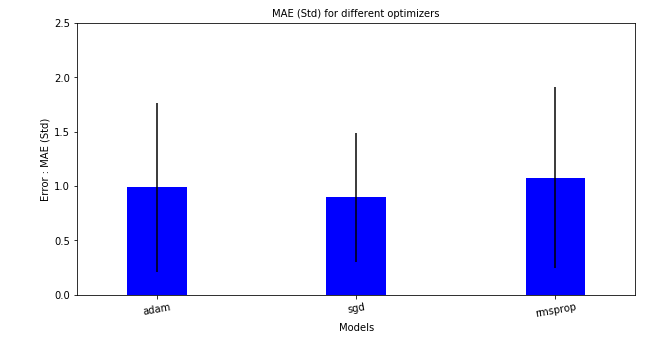 MAE (Std) for different optimizers
2.5
2.0
1.5
1.0
0.5
0.0
Error : MAE (Std)
adam
sgd
rmsprop
Models